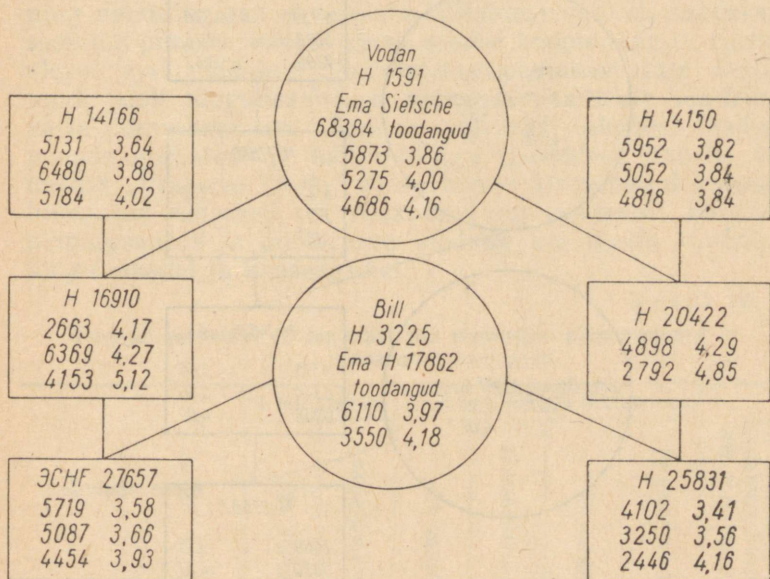 Vodan
H 1591
Ema Sietsche
68384 toodangud
5873 3,86
5275 4,00
4686 4,16
H 14166
5131 3,64
6480 3,88
5184 4,02
H 14150
5952 3,82
5052 3,84
4818 3,84
H 16910
2663 4,17
6369 4,27
4153 5,12
Bill
H 3225
Ema H 17862
toodangud
6110 3,97
3550 4,18
H 20422
4898 4,29
2792 4,85
ЭCHF 27657
5719 3,58
5087 3,66
4454 3,93
H 25831
4102 3,41
3250 3,56
2446 4,16